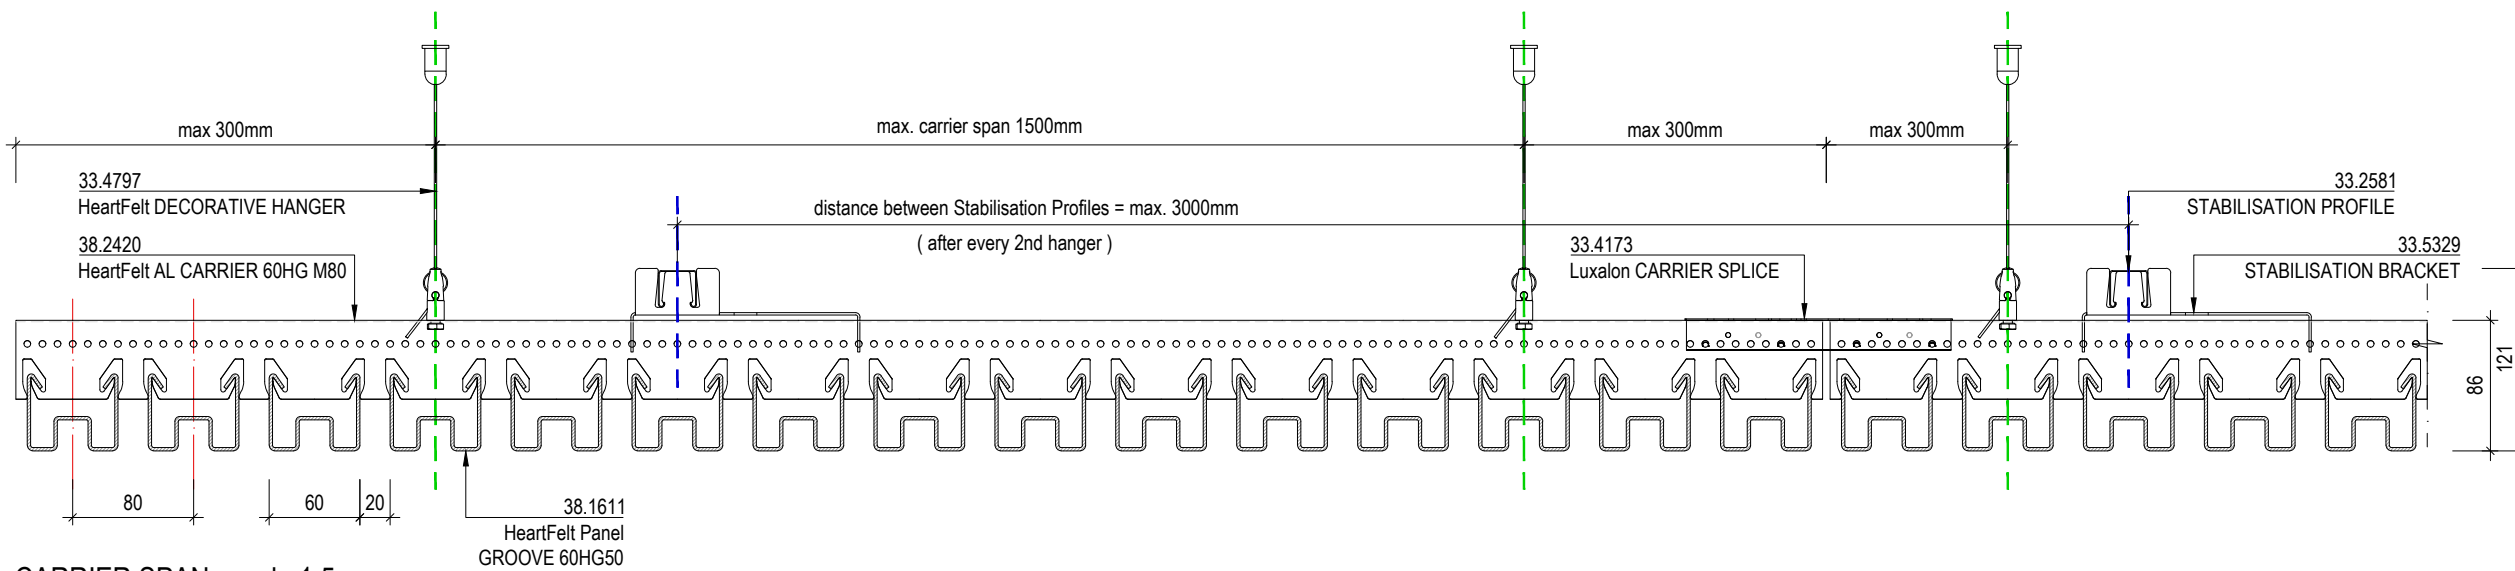 max 300mm
max. carrier span 1500mm
max 300mm
max 300mm
33.4797
HeartFelt DECORATIVE HANGER
distance between Stabilisation Profiles = max. 3000mm
( after every 2nd hanger )
33.2581
STABILISATION PROFILE
38.2420
HeartFelt AL CARRIER 60HG M80
33.4173
Luxalon CARRIER SPLICE
33.5329
STABILISATION BRACKET
121
86
80
60
20
38.1611
HeartFelt Panel
GROOVE 60HG50